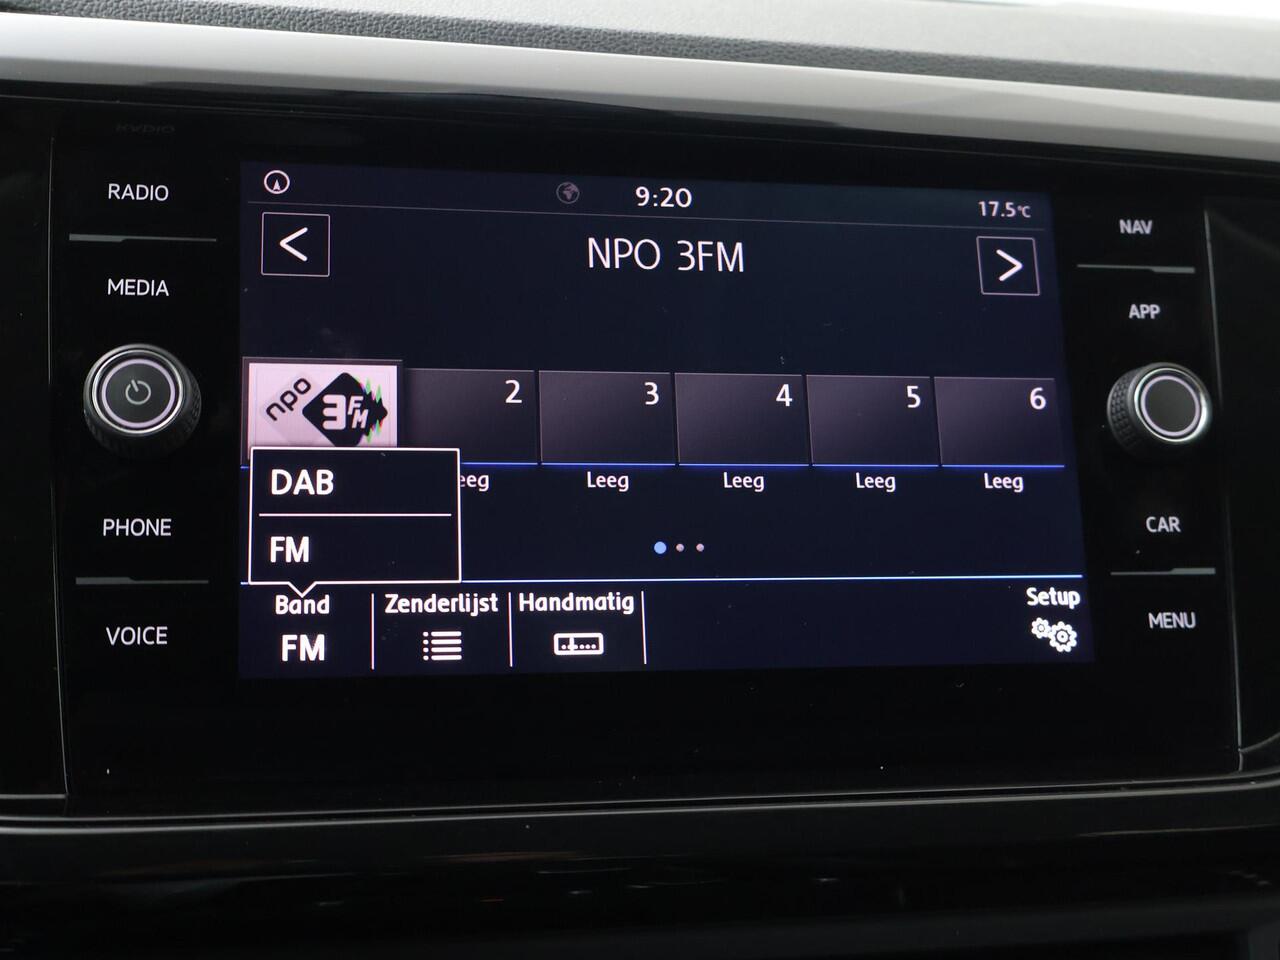 RADIO
MEDIA
PHONE
VOICE
9:20
17.5°C
<
NPO 3FM
>
npo 3FM
2
3
4
5
6
eeg
Leeg
Leeg
Leeg
Leeg
DAB
FM
Band
FM
Zenderlijst
Handmatig
Setup
NAV
APP
CAR
MENU